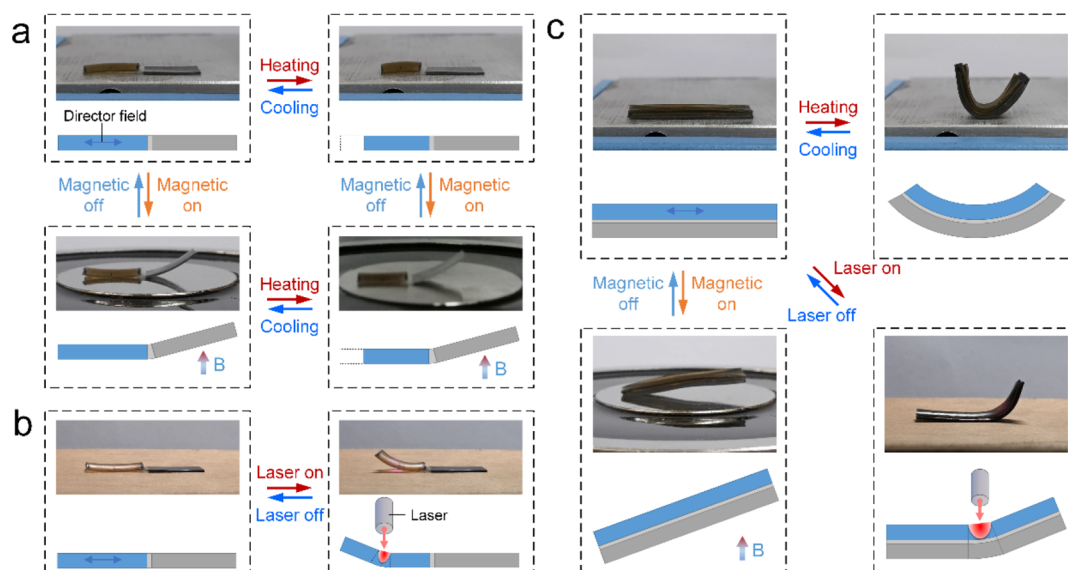 a
Heating
Cooling
Director field
Magnetic
off
Magnetic
on
Magnetic
off
Magnetic
on
Heating
Cooling
B
B
b
Laser on
Laser off
Laser
c
Heating
Cooling
Magnetic
off
Magnetic
on
Laser on
Laser off
B